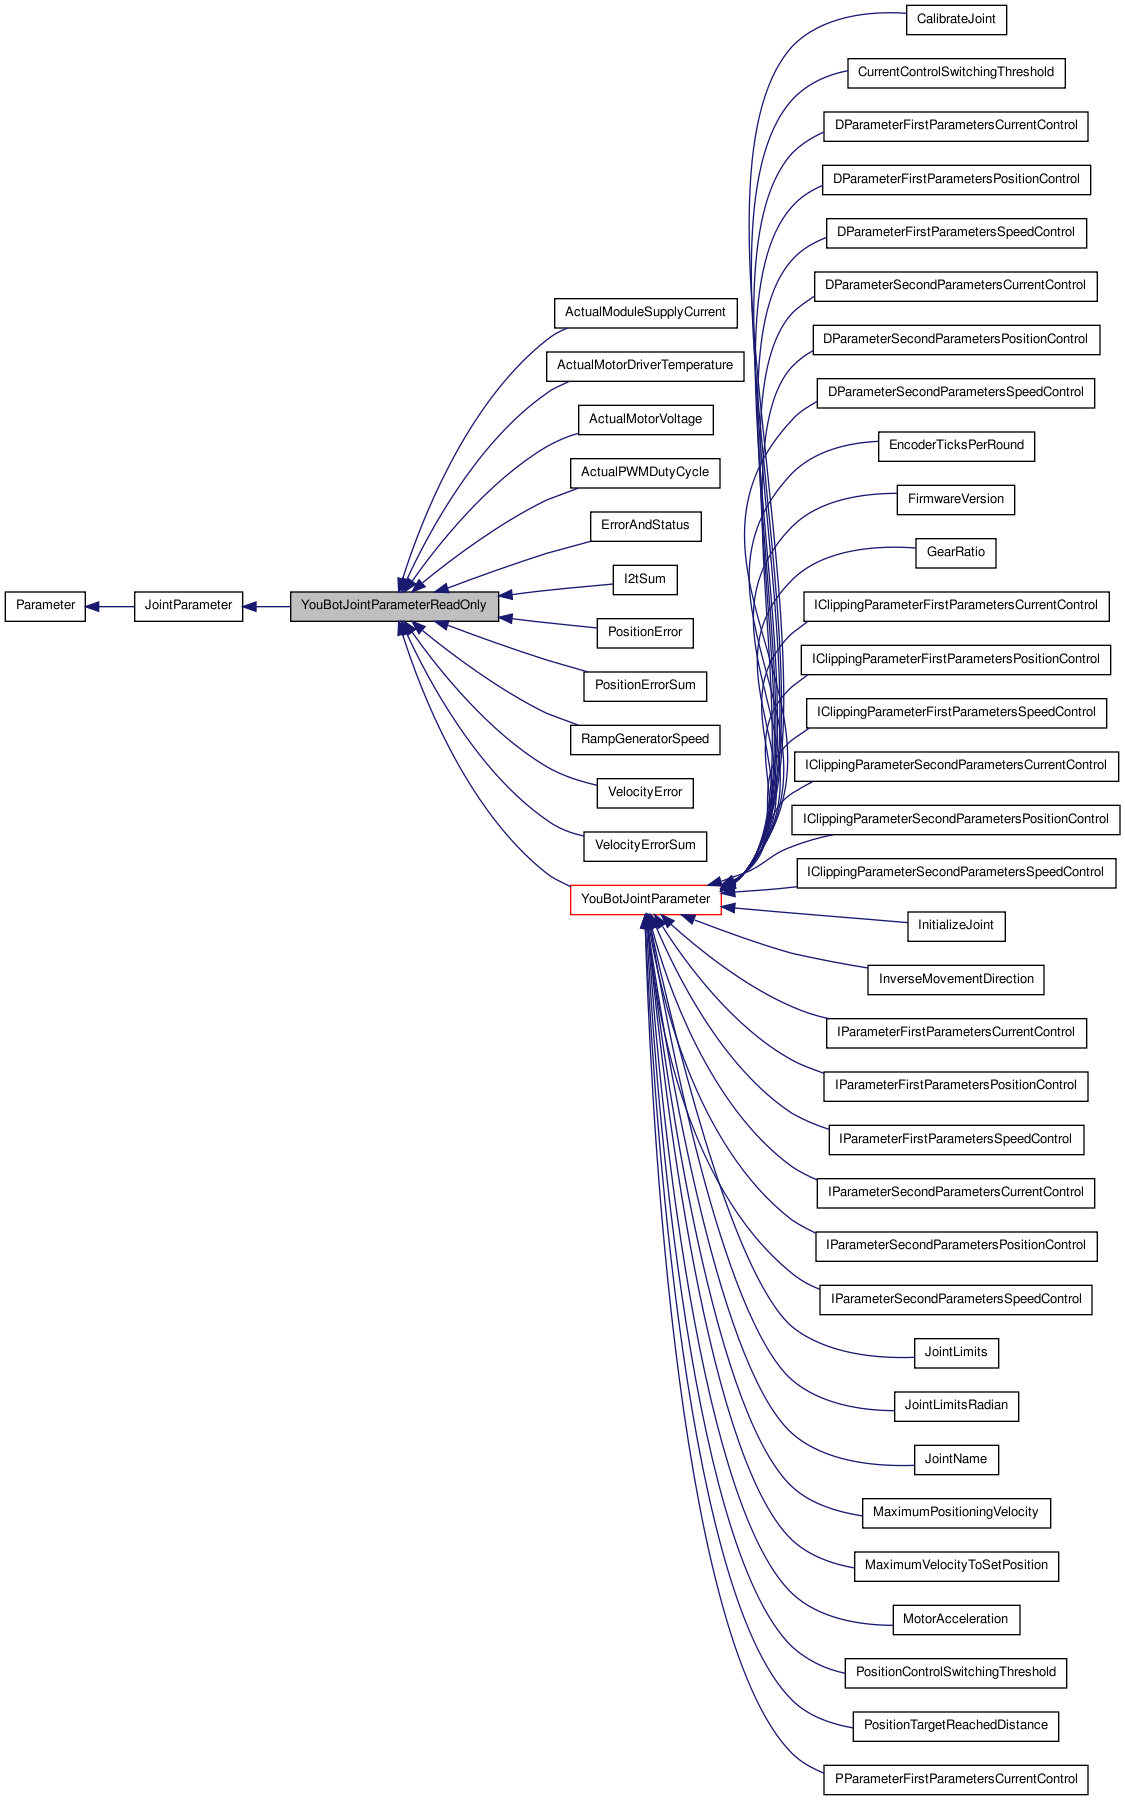 Parameter
JointParameter
YouBotJointParameterReadOnly
ActualModuleSupplyCurrent
ActualMotorDriverTemperature
ActualMotorVoltage
ActualPWMDutyCycle
ErrorAndStatus
I2tSum
PositionError
PositionErrorSum
RampGeneratorSpeed
VelocityError
VelocityErrorSum
YouBotJointParameter
CalibrateJoint
CurrentControlSwitchingThreshold
DParameterFirstParametersCurrentControl
DParameterFirstParametersPositionControl
DParameterFirstParametersSpeedControl
DParameterSecondParametersCurrentControl
DParameterSecondParametersPositionControl
DParameterSecondParametersSpeedControl
EncoderTicksPerRound
FirmwareVersion
GearRatio
IClippingParameterFirstParametersCurrentControl
IClippingParameterFirstParametersPositionControl
IClippingParameterFirstParametersSpeedControl
IClippingParameterSecondParametersCurrentControl
IClippingParameterSecondParametersPositionControl
IClippingParameterSecondParametersSpeedControl
InitializeJoint
InverseMovementDirection
IParameterFirstParametersCurrentControl
IParameterFirstParametersPositionControl
IParameterFirstParametersSpeedControl
IParameterSecondParametersCurrentControl
IParameterSecondParametersPositionControl
IParameterSecondParametersSpeedControl
JointLimits
JointLimitsRadian
JointName
MaximumPositioningVelocity
MaximumVelocityToSetPosition
MotorAcceleration
PositionControlSwitchingThreshold
PositionTargetReachedDistance
PParameterFirstParametersCurrentControl